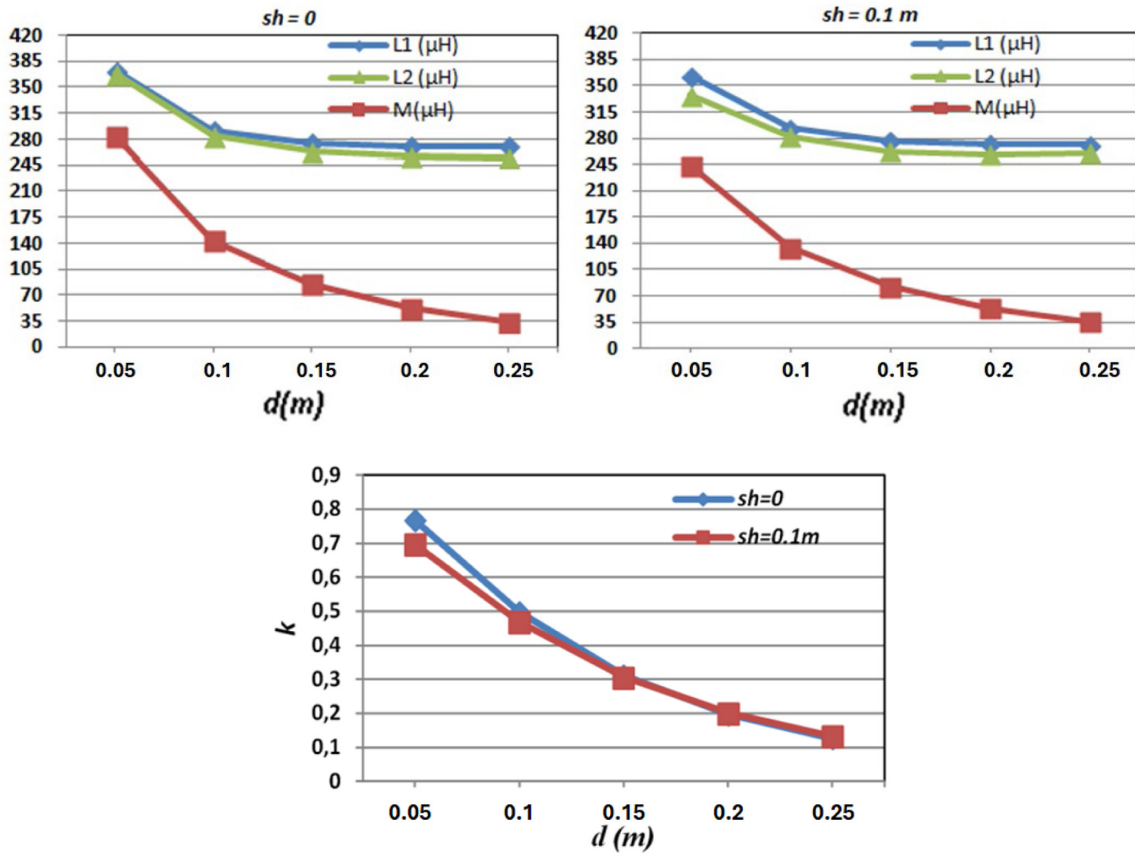 sh = 0
420
385
350
315
280
245
210
175
140
105
70
35
0
L1 (µH)
L2 (µH)
M(µH)
0.05 0.1 0.15 0.2 0.25
d{m}
sh = 0.1 m
420
385
350
315
280
245
210
175
140
105
70
35
0
L1 (µH)
L2 (µH)
M(µH)
0.05 0.1 0.15 0.2 0.25
d{m}
0,9
0,8
0,7
0,6
0,5
0,4
0,3
0,2
0,1
0
k
sh=0
sh=0.1m
0.05 0.1 0.15 0.2 0.25
d (m)